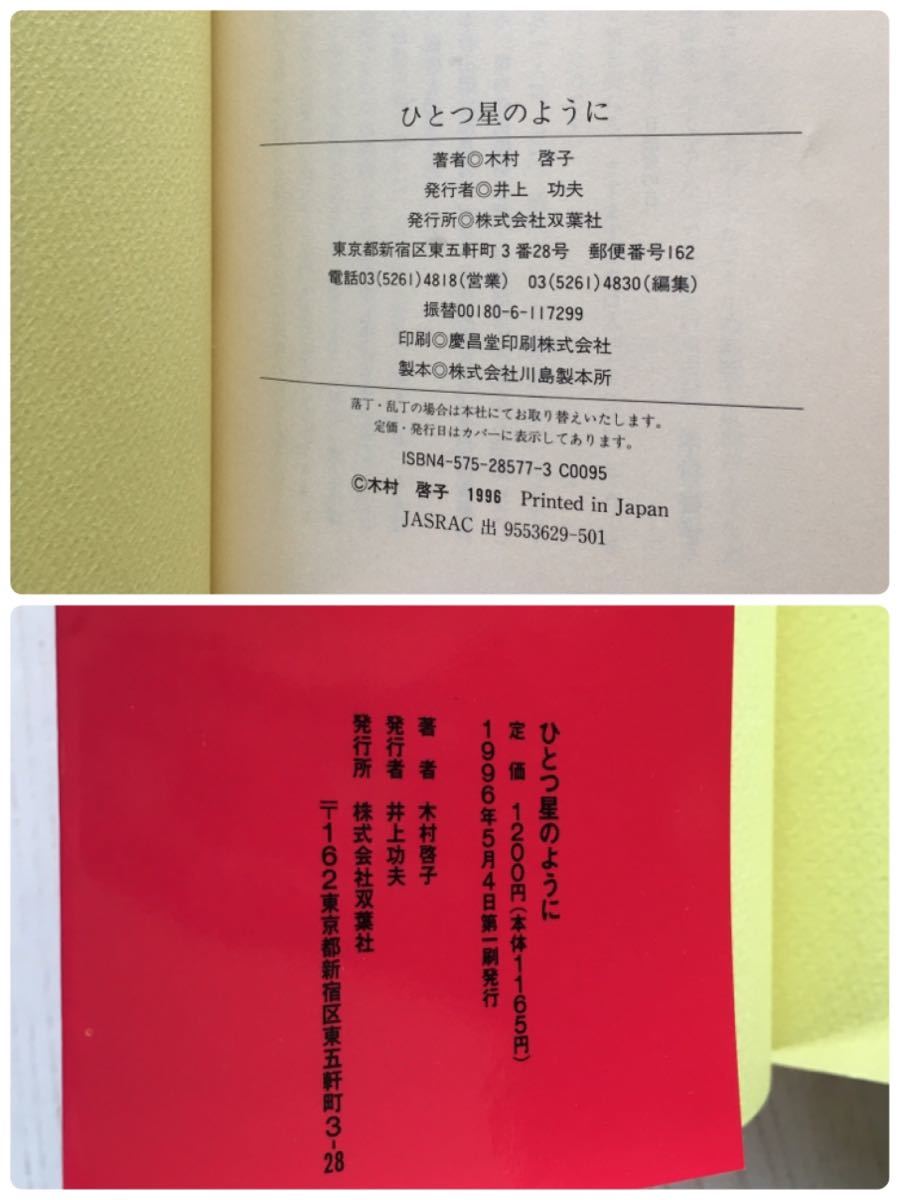 ひとつ星のように
著者◎木村　啓子
発行者◎井上　功夫
発行所◎株式会社双葉社
東京都新宿区東五軒町3番28号　郵便番号162
電話03(5261)4818(営業)　03(5261)4830(編集)
振替00180-6-117299
印刷◎慶昌堂印刷株式会社
製本◎株式会社川島製本所
落丁・乱丁の場合は本社にてお取り替えいたします。
定価・発行日はカバーに表示してあります。
ISBN4-575-28577-3 C0095
©木村　啓子　1996　Printed in Japan
JASRAC 出 9553629-501
ひとつ星のように
定　価　1200円(本体1165円)
1996年5月4日第一刷発行
著　者　木村啓子
発行者　井上功夫
発行所　株式会社双葉社
〒162東京都新宿区東五軒町3-28